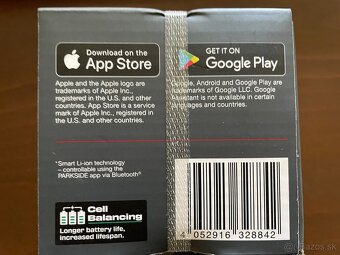 Download on the
App Store
Apple and the Apple logo are
trademarks of Apple Inc.,
registered in the U.S. and other
countries. App Store is a service
mark of Apple Inc., registered in
the U.S. and other countries.
GET IT ON
Google Play
Google, Android and Google Play are
trademarks of Google LLC. Google
Assistant is not available in certain
languages and countries.
*Smart Li-ion technology
– controllable using the
PARKSIDE app via Bluetooth®
Cell
Balancing
Longer battery life,
increased lifespan.
4 052916 328842
bazos.sk